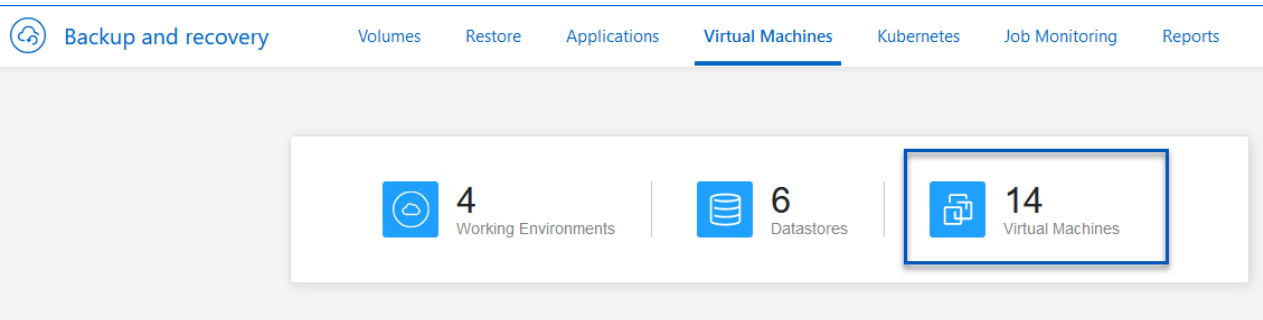 Backup and recovery Volumes Restore Applications Virtual Machines Kubernetes Job Monitoring Reports
4 6 14
Working Environments Datastores Virtual Machines